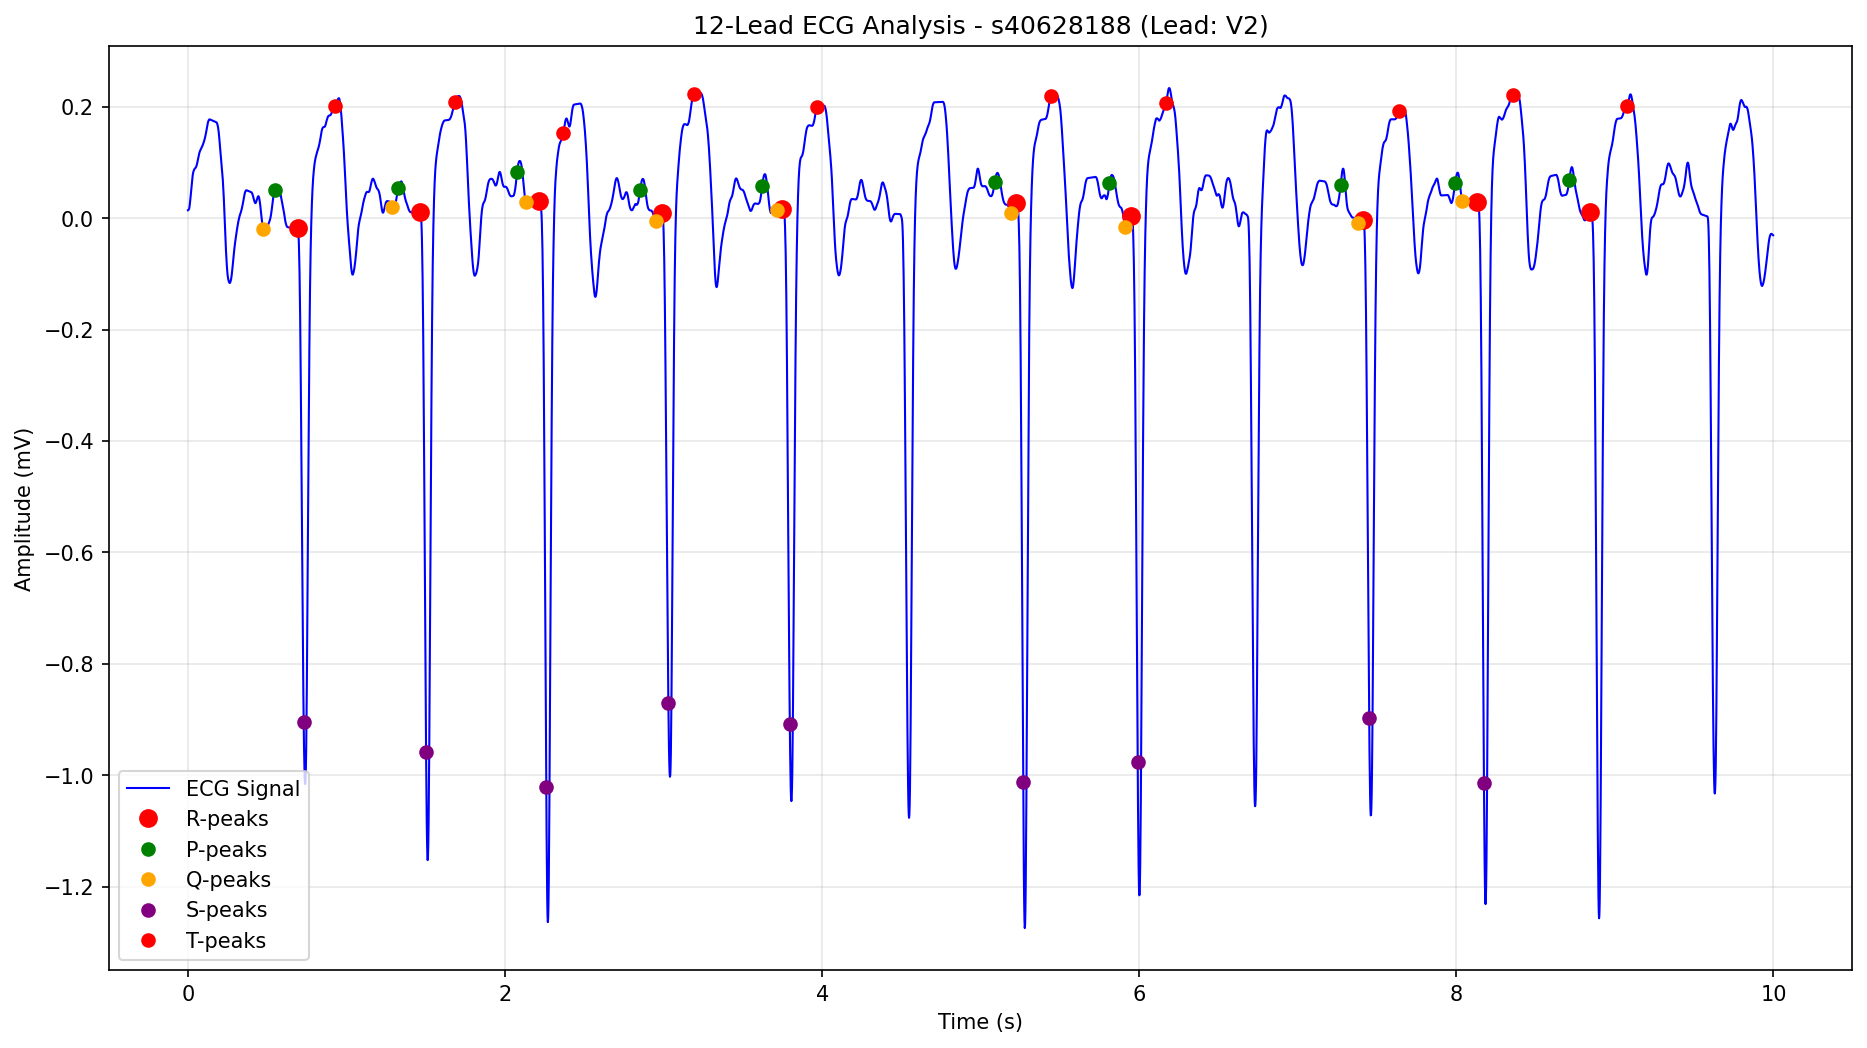 12-Lead ECG Analysis - s40628188 (Lead: V2)
Amplitude (mV)
0.2
0.0
−0.2
−0.4
−0.6
−0.8
−1.0
−1.2
ECG Signal
R-peaks
P-peaks
Q-peaks
S-peaks
T-peaks
0 2 4 6 8 10
Time (s)